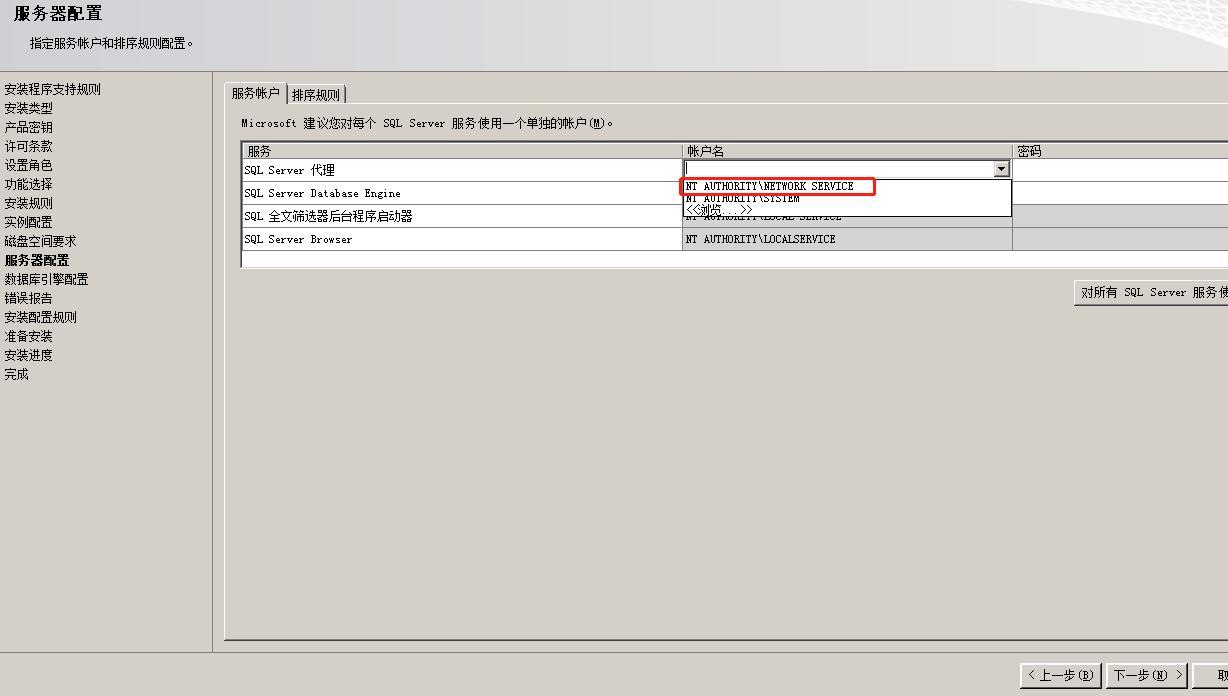 服务器配置
指定服务帐户和排序规则配置。
安装程序支持规则
安装类型
产品密钥
许可条款
设置角色
功能选择
安装规则
实例配置
磁盘空间要求
服务器配置
数据库引擎配置
错误报告
安装配置规则
准备安装
安装进度
完成
服务帐户 排序规则
Microsoft 建议您对每个 SQL Server 服务使用一个单独的帐户(M)。
服务 帐户名 密码
SQL Server 代理
NT AUTHORITY\NETWORK SERVICE
SQL Server Database Engine
NT AUTHORITY\SYSTEM
<<浏览...>>
SQL 全文筛选器后台程序启动器 NT AUTHORITY\LOCAL SERVICE
SQL Server Browser NT AUTHORITY\LOCALSERVICE
对所有 SQL Server 服务使
< 上一步(B) 下一步(N) > 取